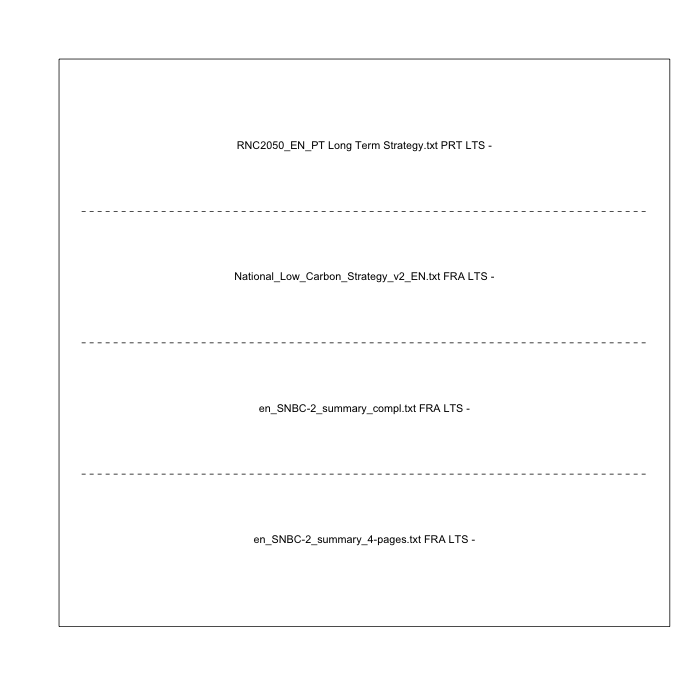 RNC2050_EN_PT Long Term Strategy.txt PRT LTS -
National_Low_Carbon_Strategy_v2_EN.txt FRA LTS -
en_SNBC-2_summary_compl.txt FRA LTS -
en_SNBC-2_summary_4-pages.txt FRA LTS -